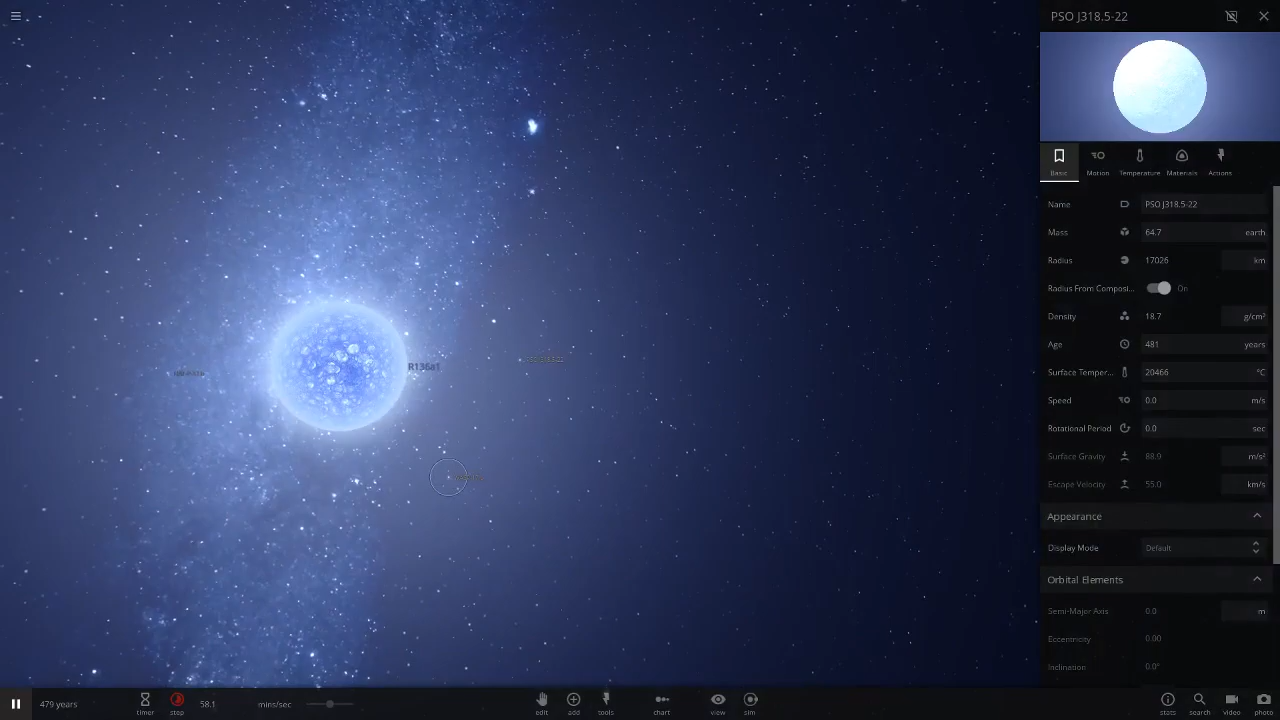 PSO J318.5-22
Basic
Motion
Temperature
Materials
Actions
Name PSO J318.5-22
Mass 64.7 earth
Radius 17026 km
Radius From Composi... On
Density 18.7 g/cm³
Age 481 years
Surface Temper... 20466 °C
Speed 0.0 m/s
Rotational Period 0.0 sec
Surface Gravity 88.9 m/s²
Escape Velocity 55.0 km/s
Appearance
Display Mode Default
Orbital Elements
Semi-Major Axis 0.0 m
Eccentricity 0.00
Inclination 0.0°
R136a1
479 years
timer
step
58.1 mins/sec
edit
add
tools
chart
view
sim
stats
search
video
photo